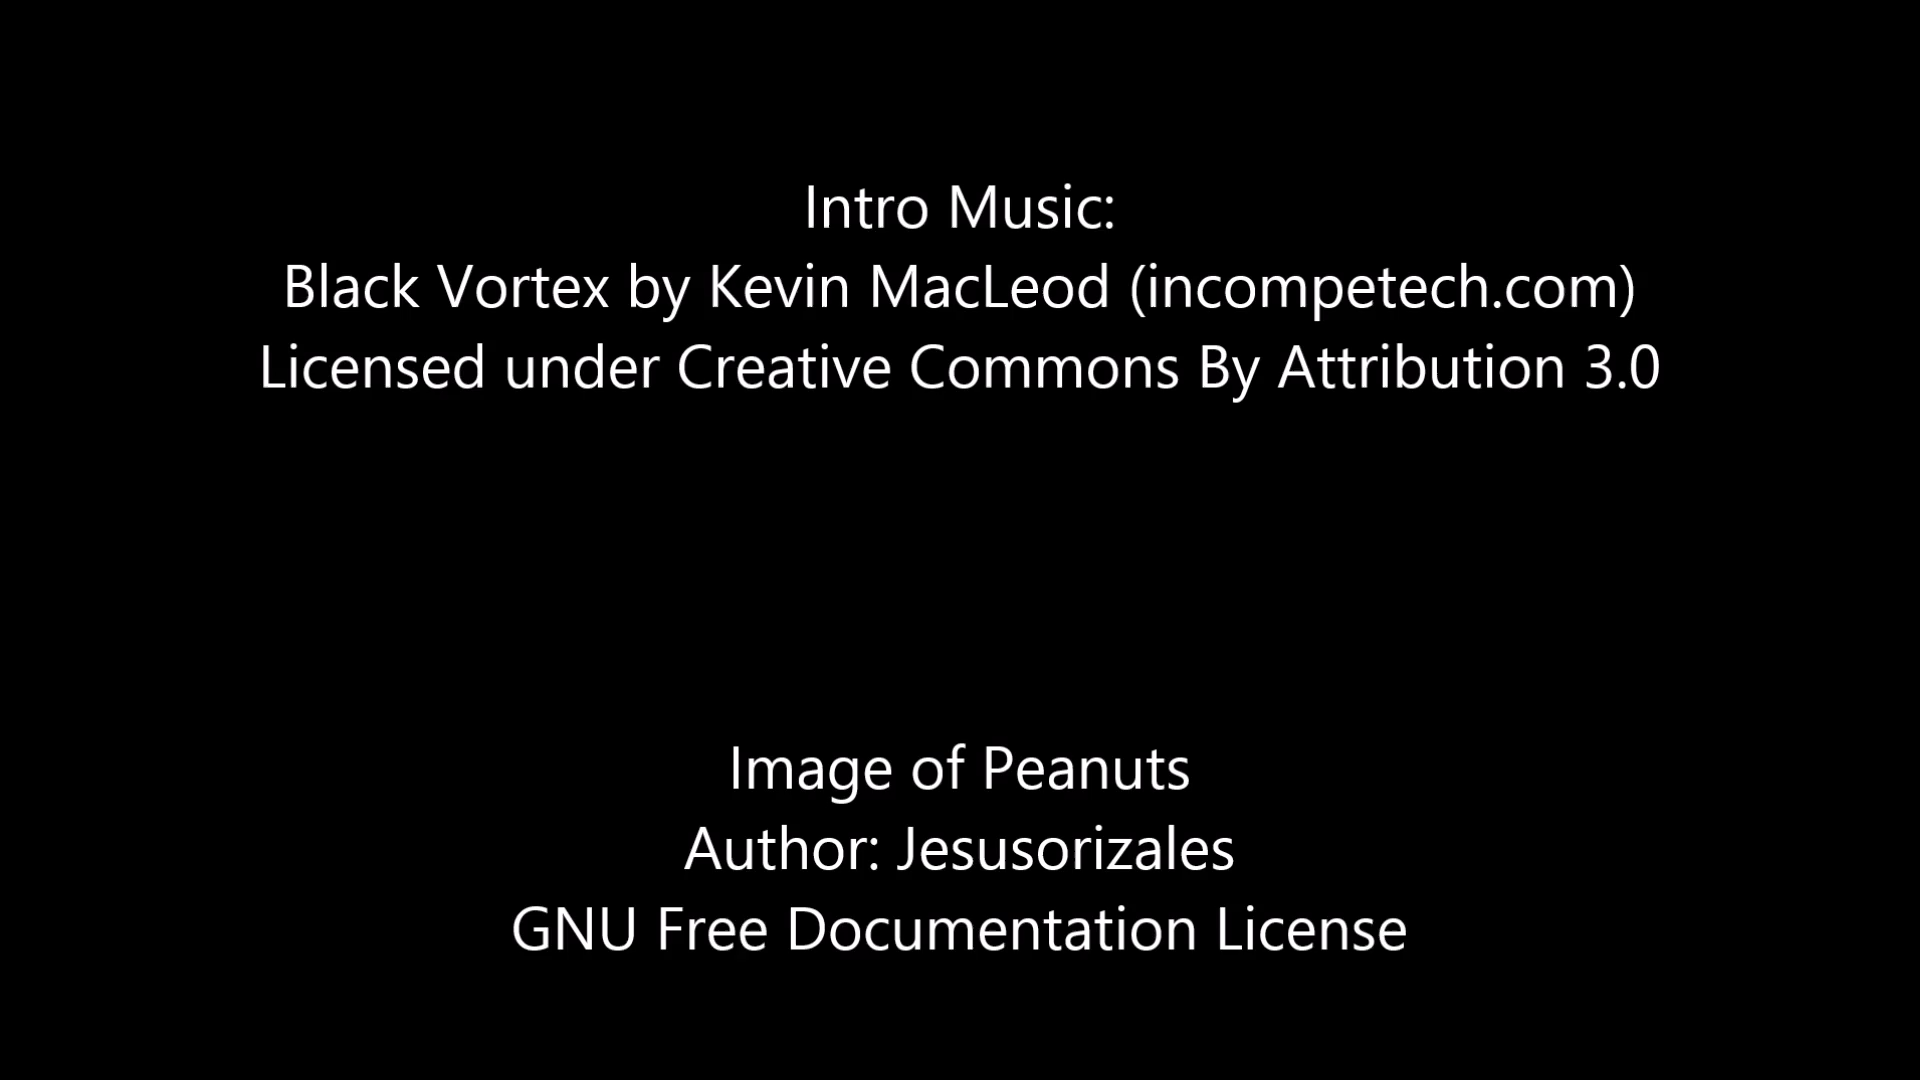 Intro Music:
Black Vortex by Kevin MacLeod (incompetech.com)
Licensed under Creative Commons By Attribution 3.0
Image of Peanuts
Author: Jesusorizales
GNU Free Documentation License